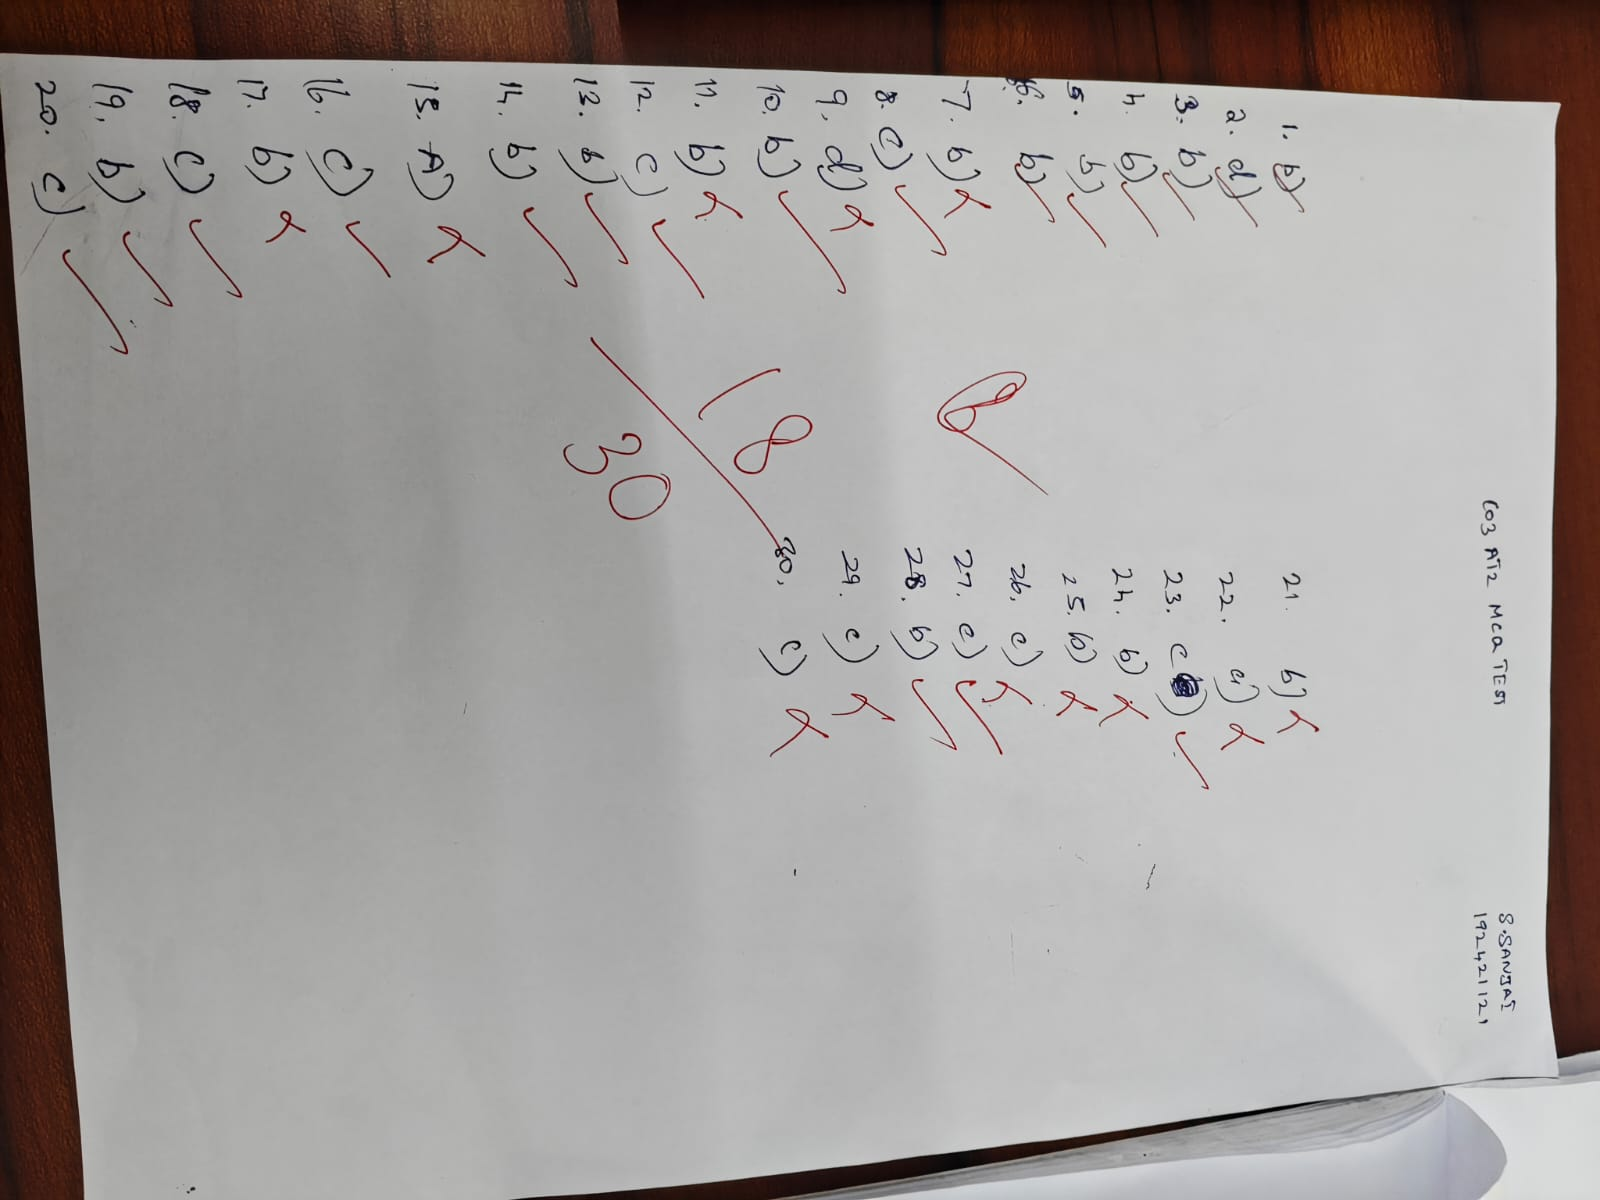 S.SANJAI
192421121
CO3 AT2 MCQ TEST
1. b)
2. d)
3. b)
4. b)
5. b)
6. b)
7. b)
8. c)
9. d)
10. b)
11. b)
12. c)
13. b)
14. b)
15. A)
16. c)
17. b)
18. c)
19. b)
20. c)
21. b)
22. a)
23. c)
24. b)
25. b)
26. c)
27. c)
28. b)
29. c)
30. c)
18
30